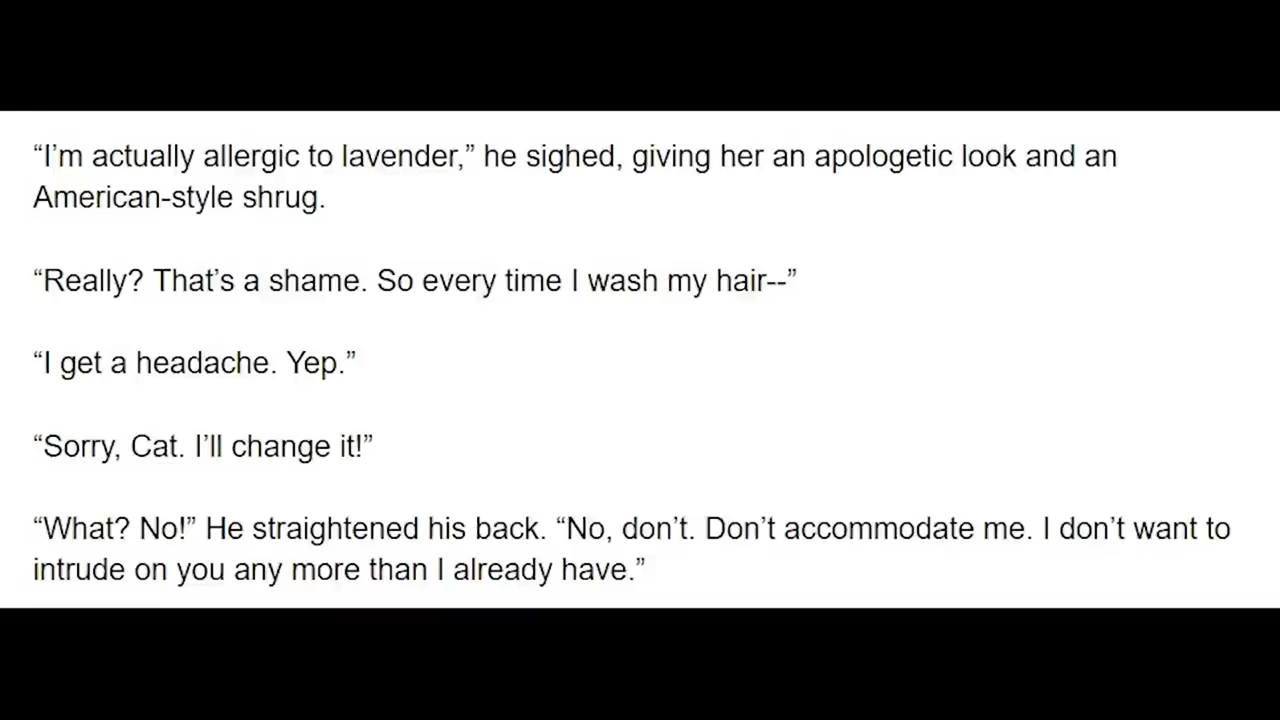 “I’m actually allergic to lavender,” he sighed, giving her an apologetic look and an
American-style shrug.
“Really? That’s a shame. So every time I wash my hair--”
“I get a headache. Yep.”
“Sorry, Cat. I’ll change it!”
“What? No!” He straightened his back. “No, don’t. Don’t accommodate me. I don’t want to
intrude on you any more than I already have.”